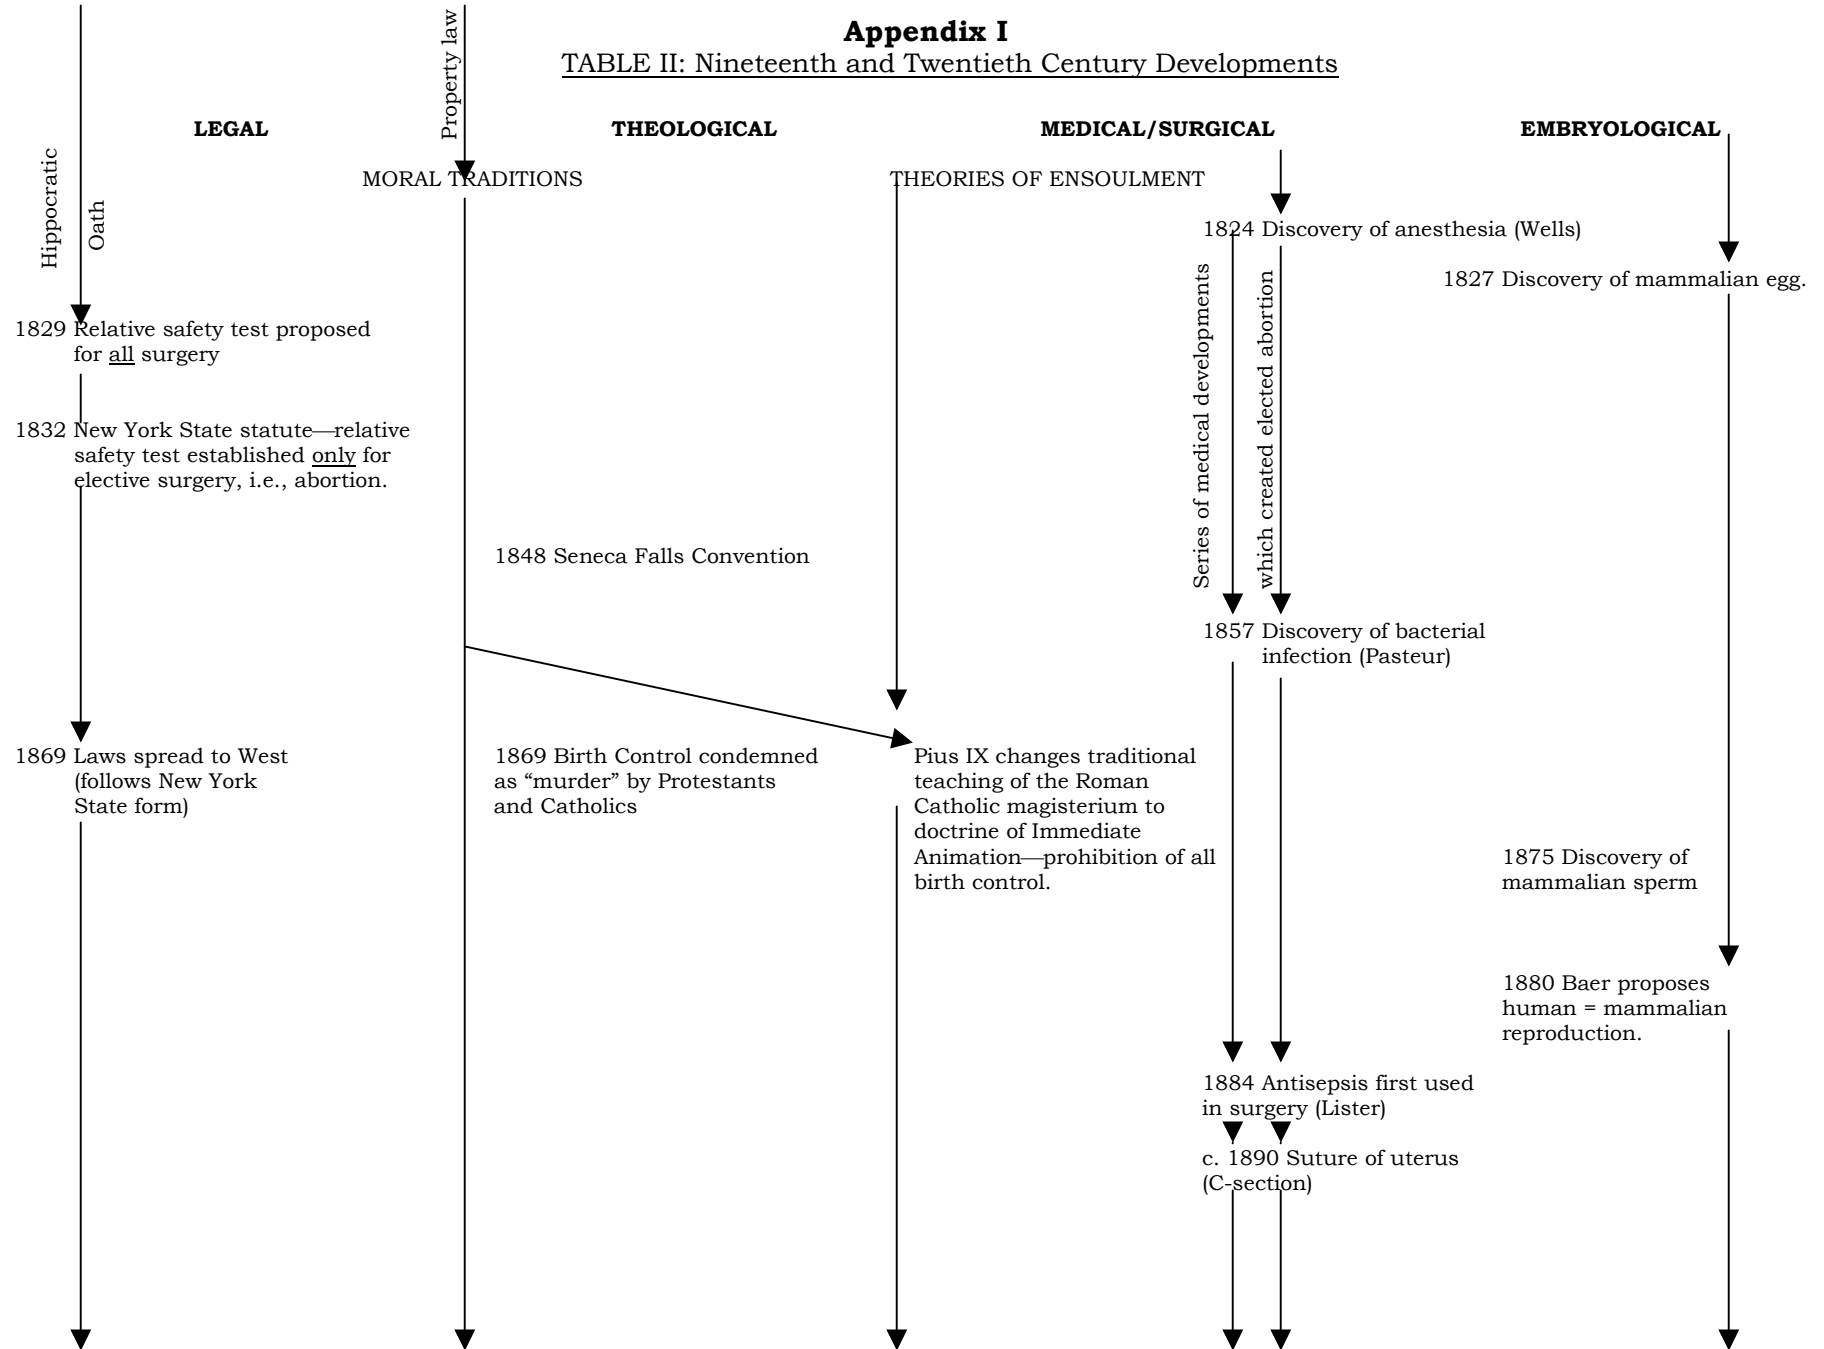 Appendix I
TABLE II: Nineteenth and Twentieth Century Developments
Property law
LEGAL
THEOLOGICAL
MEDICAL/SURGICAL
EMBRYOLOGICAL
Hippocratic
Oath
MORAL TRADITIONS
THEORIES OF ENSOULMENT
1824 Discovery of anesthesia (Wells)
1827 Discovery of mammalian egg.
Series of medical developments
which created elected abortion
1829 Relative safety test proposed
for all surgery
1832 New York State statute—relative
safety test established only for
elective surgery, i.e., abortion.
1848 Seneca Falls Convention
1857 Discovery of bacterial
infection (Pasteur)
1869 Laws spread to West
(follows New York
State form)
1869 Birth Control condemned
as “murder” by Protestants
and Catholics
Pius IX changes traditional
teaching of the Roman
Catholic magisterium to
doctrine of Immediate
Animation—prohibition of all
birth control.
1875 Discovery of
mammalian sperm
1880 Baer proposes
human = mammalian
reproduction.
1884 Antisepsis first used
in surgery (Lister)
c. 1890 Suture of uterus
(C-section)